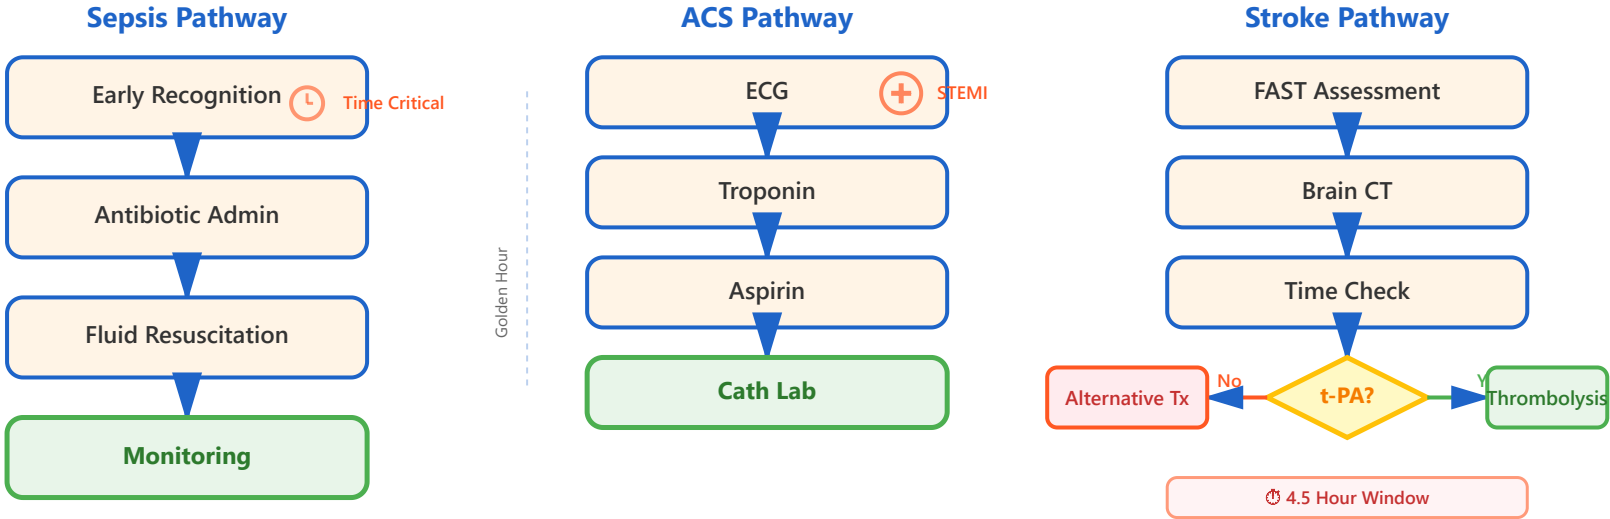 Sepsis Pathway
Early Recognition
Time Critical
Antibiotic Admin
Fluid Resuscitation
Monitoring
Golden Hour
ACS Pathway
ECG
STEMI
Troponin
Aspirin
Cath Lab
Stroke Pathway
FAST Assessment
Brain CT
Time Check
t-PA?
No
Alternative Tx
Thrombolysis
⏱ 4.5 Hour Window